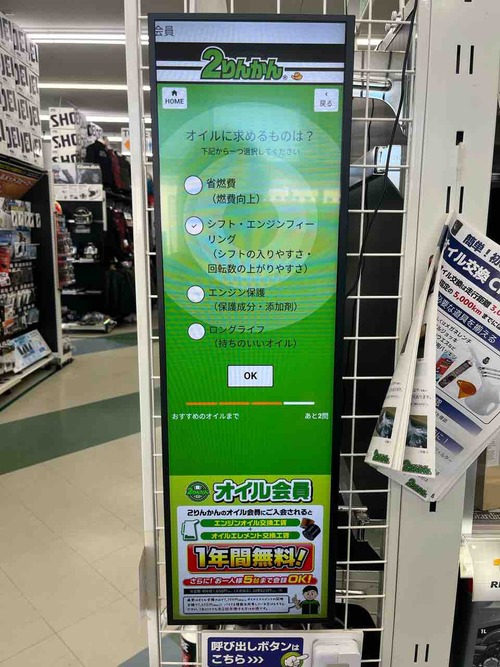 会員
2りんかん
HOME
戻る
オイルに求めるものは？
下記から一つ選択してください
省燃費
（燃費向上）
シフト・エンジンフィー
リング
（シフトの入りやすさ・
回転数の上がりやすさ）
エンジン保護
（保護成分・添加剤）
ロングライフ
（持ちのいいオイル）
OK
おすすめのオイルまで
あと2問
オイル会員
2りんかんのオイル会員にご入会されると
エンジンオイル交換工賃
+
オイルエレメント交換工賃
1年間無料!
さらに!お一人様5台まで登録OK!
呼び出しボタンは
こちら>>>
簡単!
オイル交換
5,000km
SHO
SHO
SHO
1L